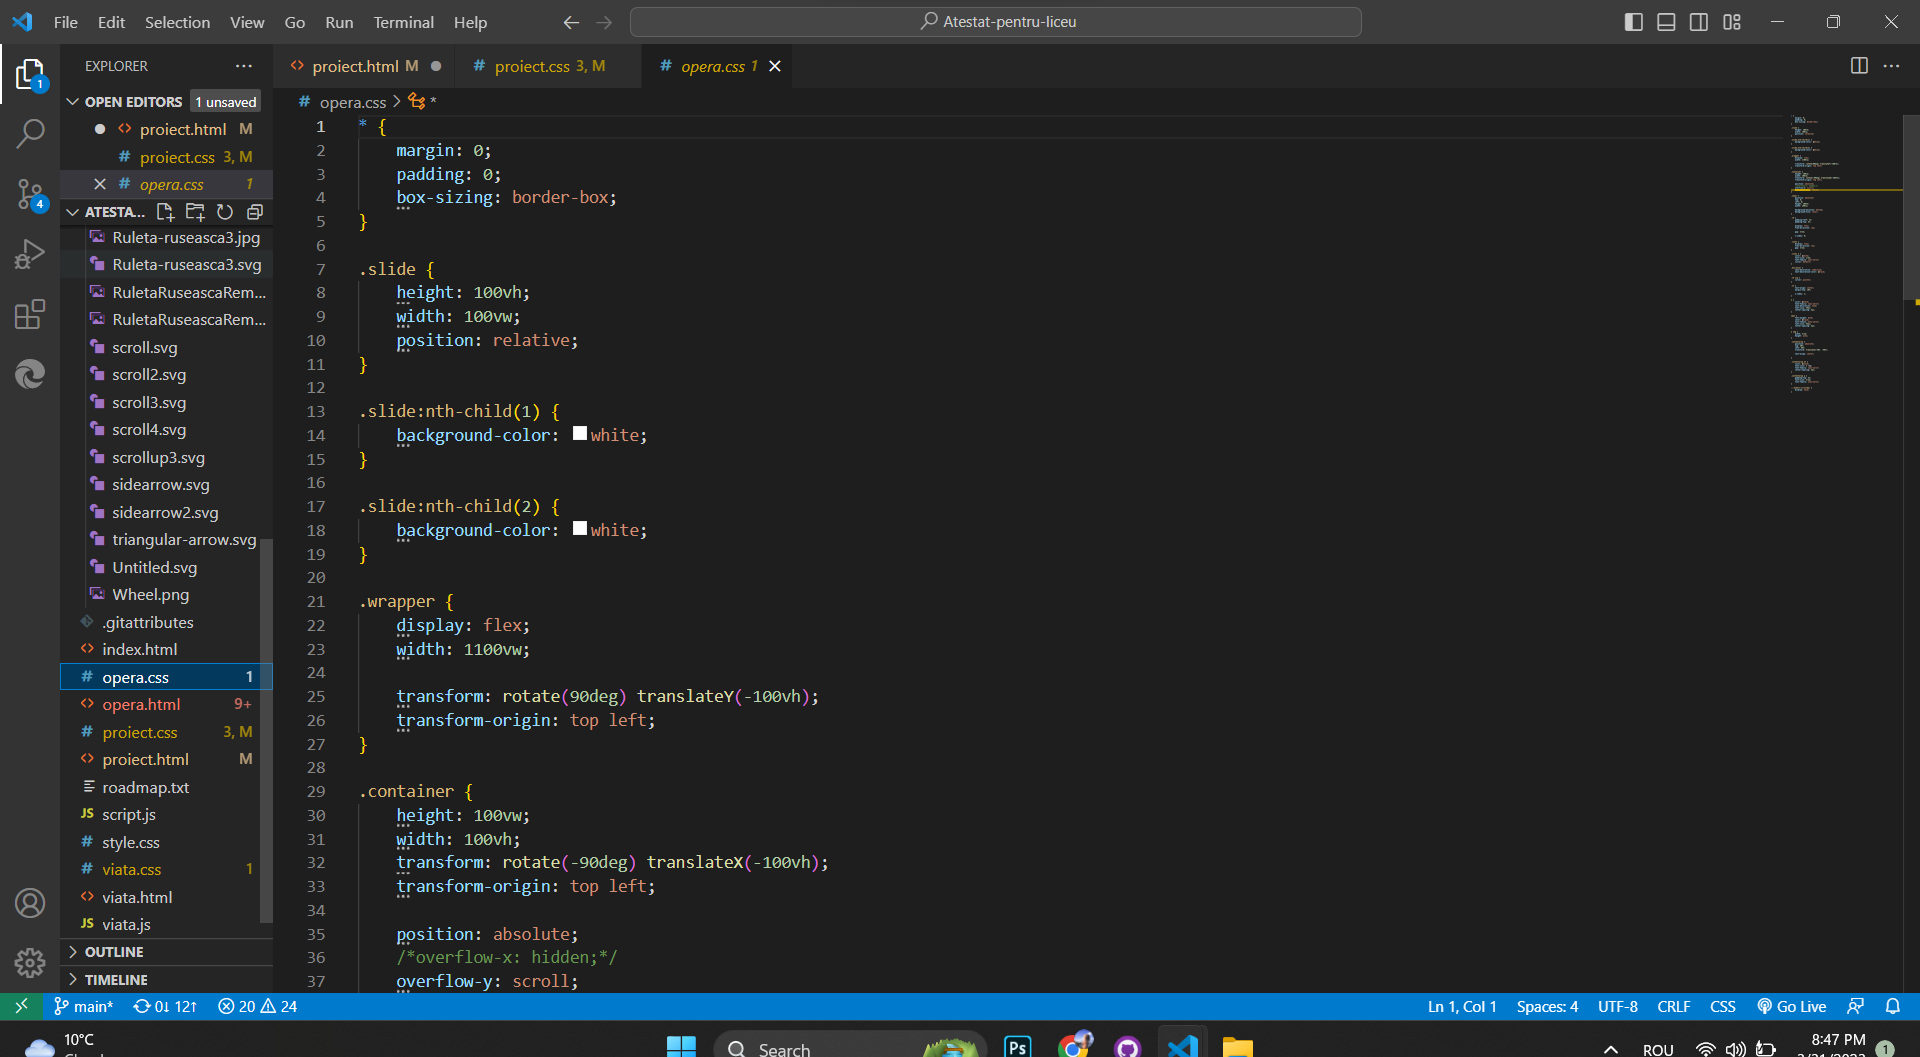 File Edit Selection View Go Run Terminal Help
Atestat-pentru-liceu
EXPLORER
OPEN EDITORS 1 unsaved
proiect.html M
proiect.css 3, M
opera.css 1
ATESTA...
Ruleta-ruseasca3.jpg
Ruleta-ruseasca3.svg
RuletaRuseascaRem...
RuletaRuseascaRem...
scroll.svg
scroll2.svg
scroll3.svg
scroll4.svg
scrollup3.svg
sidearrow.svg
sidearrow2.svg
triangular-arrow.svg
Untitled.svg
Wheel.png
.gitattributes
index.html
opera.css 1
opera.html 9+
proiect.css 3, M
proiect.html M
roadmap.txt
JS script.js
style.css
viata.css 1
viata.html
JS viata.js
OUTLINE
TIMELINE
1
4
proiect.html M
# proiect.css 3, M
# opera.css 1
# opera.css > *
1 * {
2 margin: 0;
3 padding: 0;
4 box-sizing: border-box;
5 }
6
7 .slide {
8 height: 100vh;
9 width: 100vw;
10 position: relative;
11 }
12
13 .slide:nth-child(1) {
14 background-color: white;
15 }
16
17 .slide:nth-child(2) {
18 background-color: white;
19 }
20
21 .wrapper {
22 display: flex;
23 width: 1100vw;
24
25 transform: rotate(90deg) translateY(-100vh);
26 transform-origin: top left;
27 }
28
29 .container {
30 height: 100vw;
31 width: 100vh;
32 transform: rotate(-90deg) translateX(-100vh);
33 transform-origin: top left;
34
35 position: absolute;
36 /*overflow-x: hidden;*/
37 overflow-y: scroll;
main* 0↓ 12↑ 20 24
Ln 1, Col 1 Spaces: 4 UTF-8 CRLF CSS Go Live
10°C
Search
Ps
ROU
8:47 PM
1